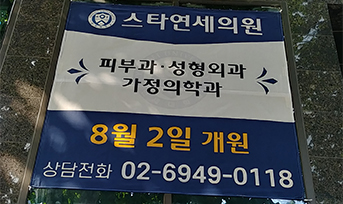 스타연세의원
피부과·성형외과
가정의학과
8월 2일 개원
상담전화 02-6949-0118